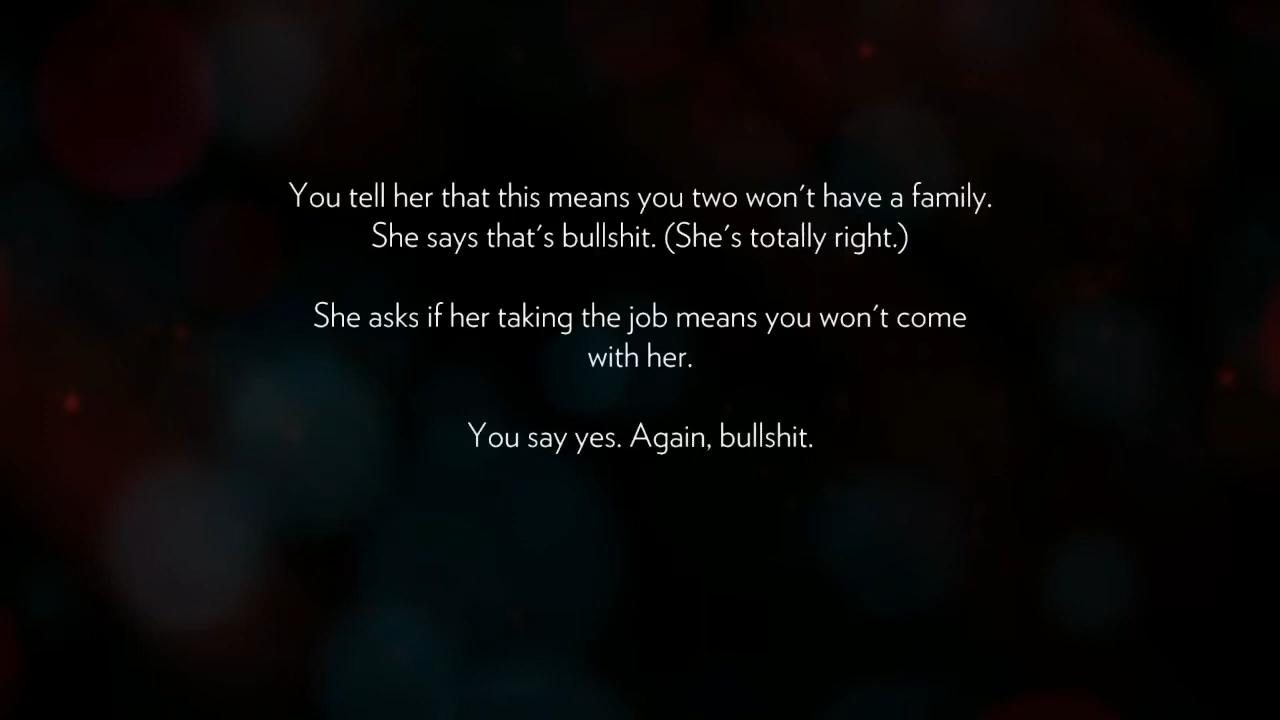 You tell her that this means you two won't have a family.
She says that's bullshit. (She's totally right.)
She asks if her taking the job means you won't come
with her.
You say yes. Again, bullshit.